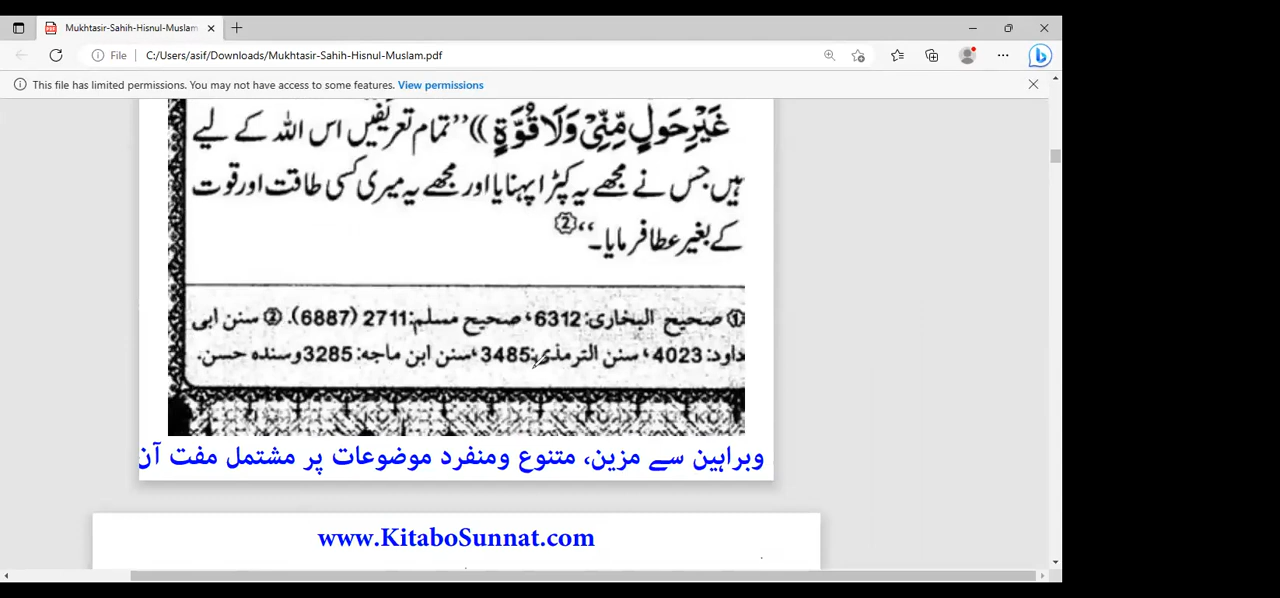 Mukhtasir-Sahih-Hisnul-Muslam
File C:/Users/asif/Downloads/Mukhtasir-Sahih-Hisnul-Muslam.pdf
This file has limited permissions. You may not have access to some features. View permissions
غَيْرِ حَوْلٍ مِّنِّيْ وَلَا قُوَّةٍ)) ’’تمام تعریفیں اس اللہ کے لیے
ہیں جس نے مجھے یہ کپڑا پہنایا اور مجھے یہ میری کسی طاقت اور قوت
کے بغیر عطا فرمایا۔‘‘ ②
① صحیح البخاری: 6312، صحیح مسلم: 2711 (6887). ② سنن ابی
داود: 4023، سنن الترمذی: 3485، سنن ابن ماجه: 3285 وسنده حسن.
وبراہین سے مزین، متنوع ومنفرد موضوعات پر مشتمل مفت آن
www.KitaboSunnat.com